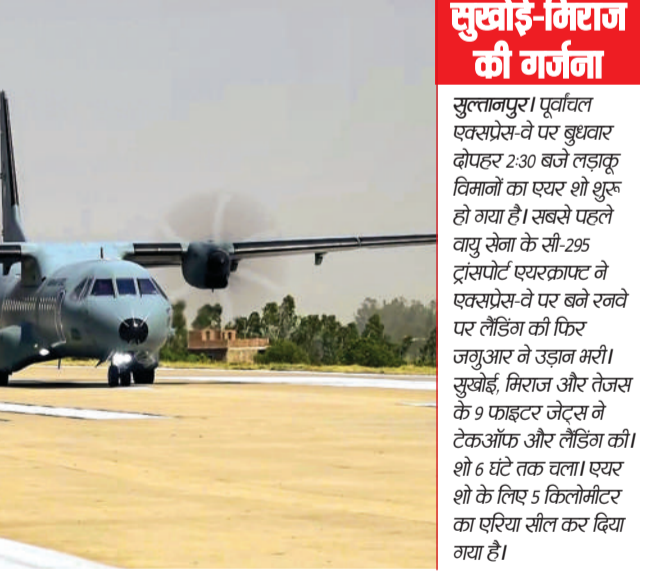 सुखोई-मिराज
की गर्जना
सुल्तानपुर। पूर्वांचल
एक्सप्रेस-वे पर बुधवार
दोपहर 2:30 बजे लड़ाकू
विमानों का एयर शो शुरू
हो गया है। सबसे पहले
वायु सेना के सी-295
ट्रांसपोर्ट एयरक्राफ्ट ने
एक्सप्रेस-वे पर बने रनवे
पर लैंडिंग की फिर
जगुआर ने उड़ान भरी।
सुखोई, मिराज और तेजस
के 9 फाइटर जेट्स ने
टेकऑफ और लैंडिंग की।
शो 6 घंटे तक चला। एयर
शो के लिए 5 किलोमीटर
का एरिया सील कर दिया
गया है।